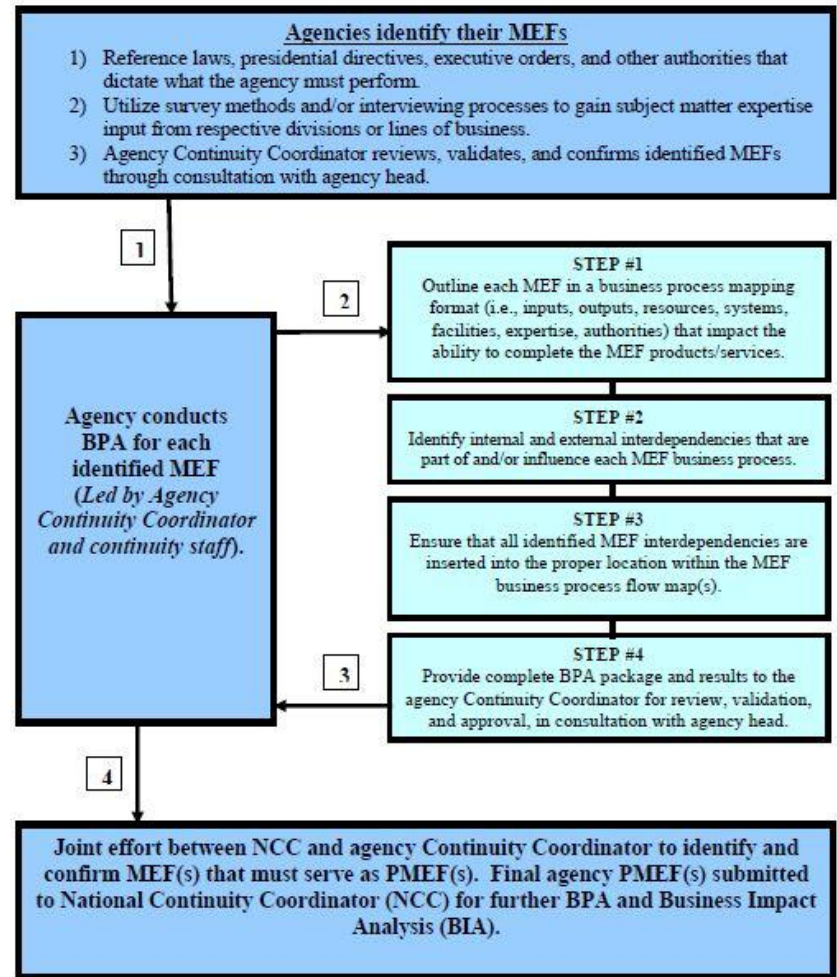 Agencies identify their MEFs
1) Reference laws, presidential directives, executive orders, and other authorities that
dictate what the agency must perform.
2) Utilize survey methods and/or interviewing processes to gain subject matter expertise
input from respective divisions or lines of business.
3) Agency Continuity Coordinator reviews, validates, and confirms identified MEFs
through consultation with agency head.
1
2
STEP #1
Outline each MEF in a business process mapping
format (i.e., inputs, outputs, resources, systems,
facilities, expertise, authorities) that impact the
ability to complete the MEF products/services.
Agency conducts
BPA for each
identified MEF
(Led by Agency
Continuity Coordinator
and continuity staff).
STEP #2
Identify internal and external interdependencies that are
part of and/or influence each MEF business process.
STEP #3
Ensure that all identified MEF interdependencies are
inserted into the proper location within the MEF
business process flow map(s).
3
STEP #4
Provide complete BPA package and results to the
agency Continuity Coordinator for review, validation,
and approval, in consultation with agency head.
4
Joint effort between NCC and agency Continuity Coordinator to identify and
confirm MEF(s) that must serve as PMEF(s). Final agency PMEF(s) submitted
to National Continuity Coordinator (NCC) for further BPA and Business Impact
Analysis (BIA).